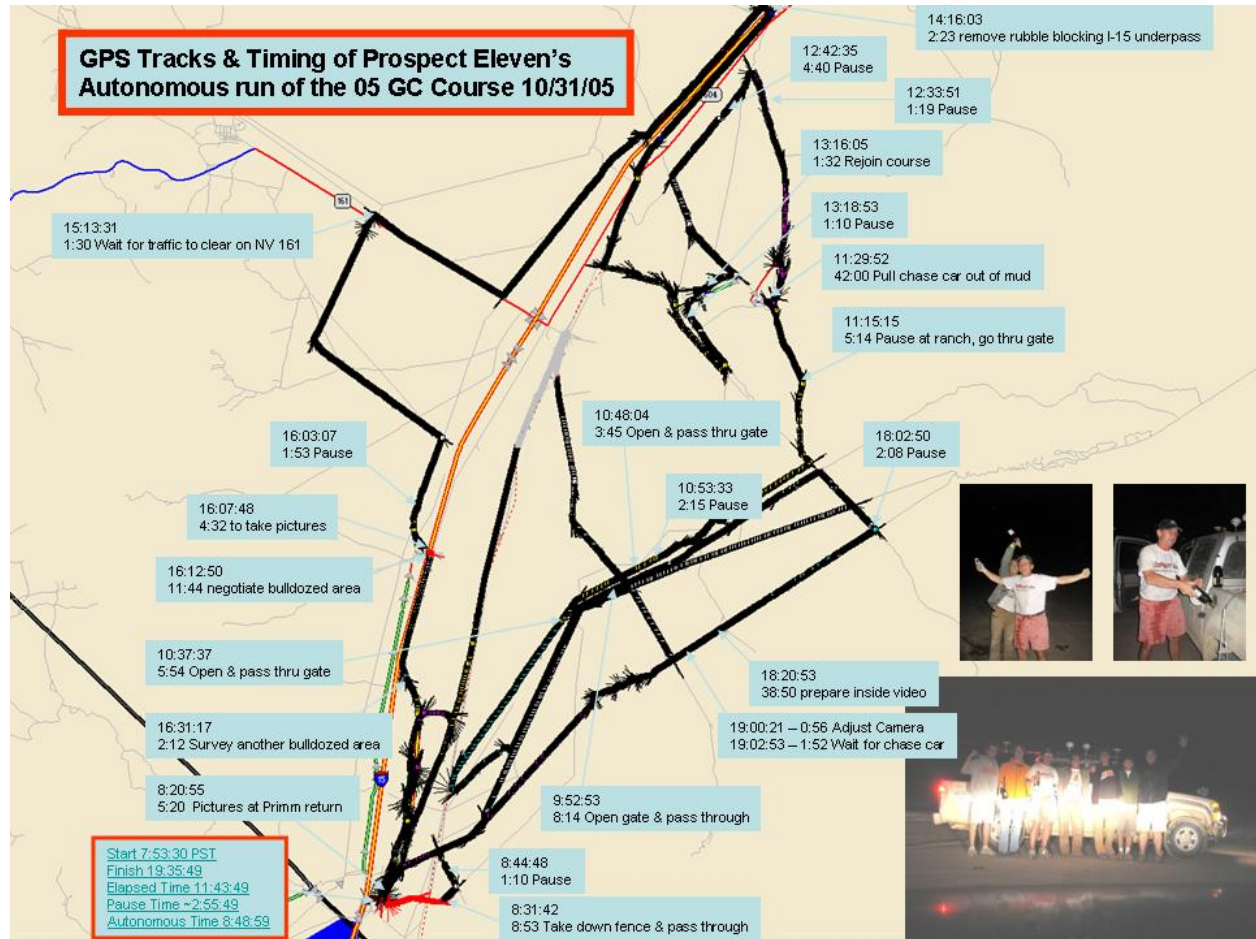 GPS Tracks & Timing of Prospect Eleven's
Autonomous run of the 05 GC Course 10/31/05
14:16:03
2:23 remove rubble blocking I-15 underpass
12:42:35
4:40 Pause
604
12:33:51
1:19 Pause
13:16:05
1:32 Rejoin course
13:18:53
1:10 Pause
161
15:13:31
1:30 Wait for traffic to clear on NV 161
11:29:52
42:00 Pull chase car out of mud
11:15:15
5:14 Pause at ranch, go thru gate
10:48:04
3:45 Open & pass thru gate
16:03:07
1:53 Pause
18:02:50
2:08 Pause
10:53:33
2:15 Pause
16:07:48
4:32 to take pictures
16:12:50
11:44 negotiate bulldozed area
10:37:37
5:54 Open & pass thru gate
18:20:53
38:50 prepare inside video
16:31:17
2:12 Survey another bulldozed area
19:00:21 – 0:56 Adjust Camera
19:02:53 – 1:52 Wait for chase car
15
8:20:55
5:20 Pictures at Primm return
9:52:53
8:14 Open gate & pass through
Start 7:53:30 PST
Finish 19:35:49
Elapsed Time 11:43:49
Pause Time ~2:55:49
Autonomous Time 8:48:59
8:44:48
1:10 Pause
8:31:42
8:53 Take down fence & pass through